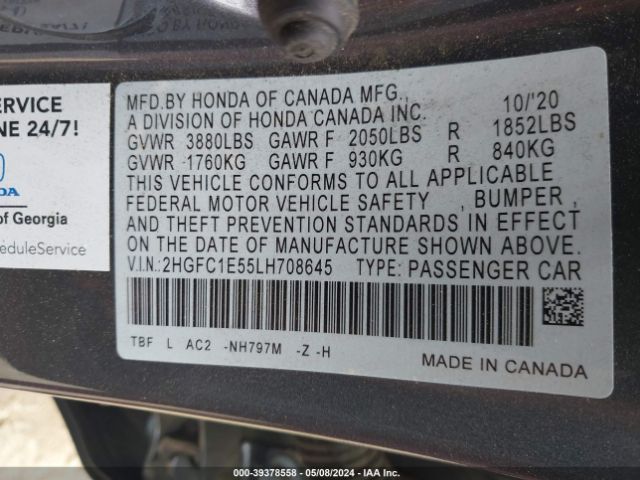 SERVICE
NE 24/7!
DA
of Georgia
eduleService
MFD.BY HONDA OF CANADA MFG., 10/'20
A DIVISION OF HONDA CANADA INC.
GVWR 3880LBS GAWR F 2050LBS R 1852LBS
GVWR 1760KG GAWR F 930KG R 840KG
THIS VEHICLE CONFORMS TO ALL APPLICABLE
FEDERAL MOTOR VEHICLE SAFETY , BUMPER ,
AND THEFT PREVENTION STANDARDS IN EFFECT
ON DATE OF MANUFACTURE SHOWN ABOVE.
V.I.N.:2HGFC1E55LH708645 TYPE: PASSENGER CAR
TBF L AC2 -NH797M -Z -H
MADE IN CANADA
000-39378558 - 05/08/2024 - IAA Inc.